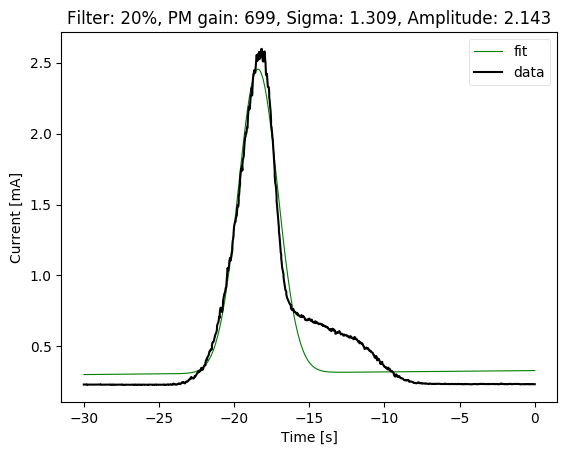 Filter: 20%, PM gain: 699, Sigma: 1.309, Amplitude: 2.143
fit
data
2.5
2.0
1.5
1.0
0.5
Current [mA]
−30
−25
−20
−15
−10
−5
0
Time [s]